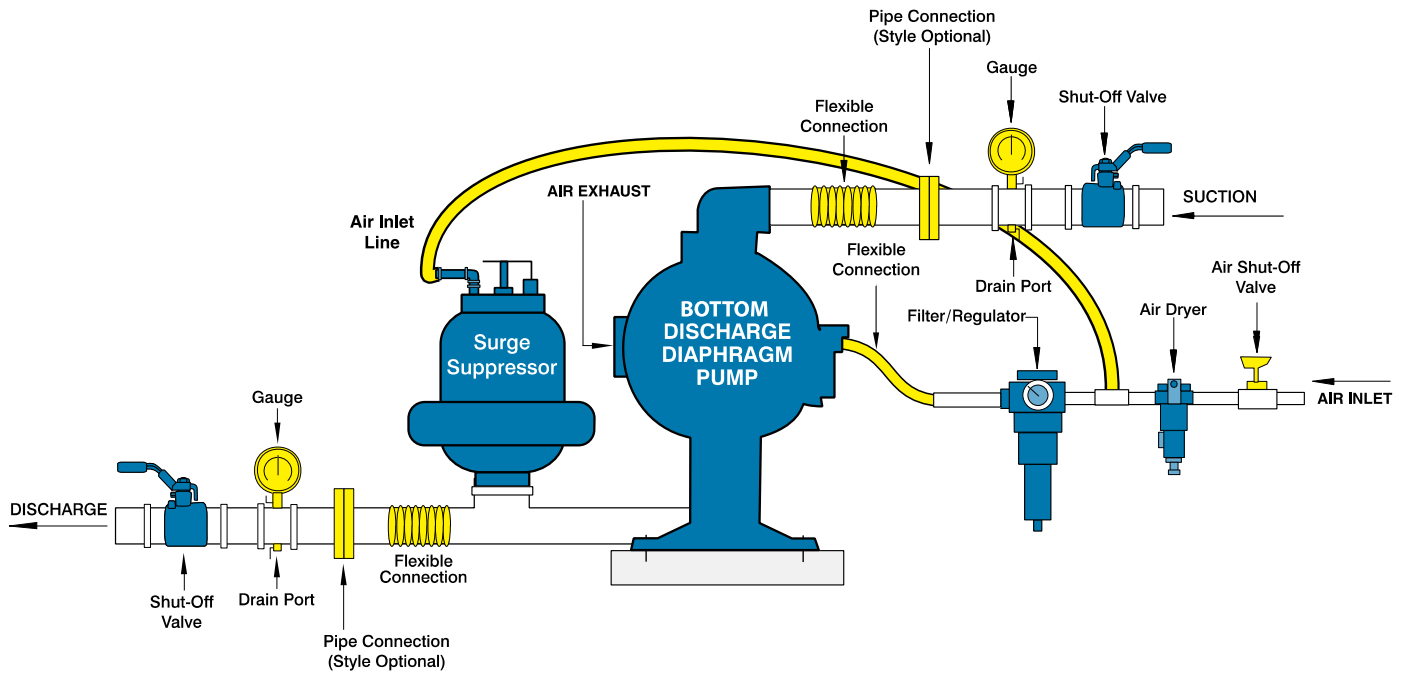 Pipe Connection
(Style Optional)
Gauge
Shut-Off Valve
Flexible
Connection
AIR EXHAUST
SUCTION
Air Inlet
Line
Flexible
Connection
Drain Port
Air Shut-Off
Valve
Filter/Regulator
Air Dryer
BOTTOM
DISCHARGE
DIAPHRAGM
PUMP
Surge
Suppressor
AIR INLET
Gauge
DISCHARGE
Flexible
Connection
Shut-Off
Valve
Drain Port
Pipe Connection
(Style Optional)